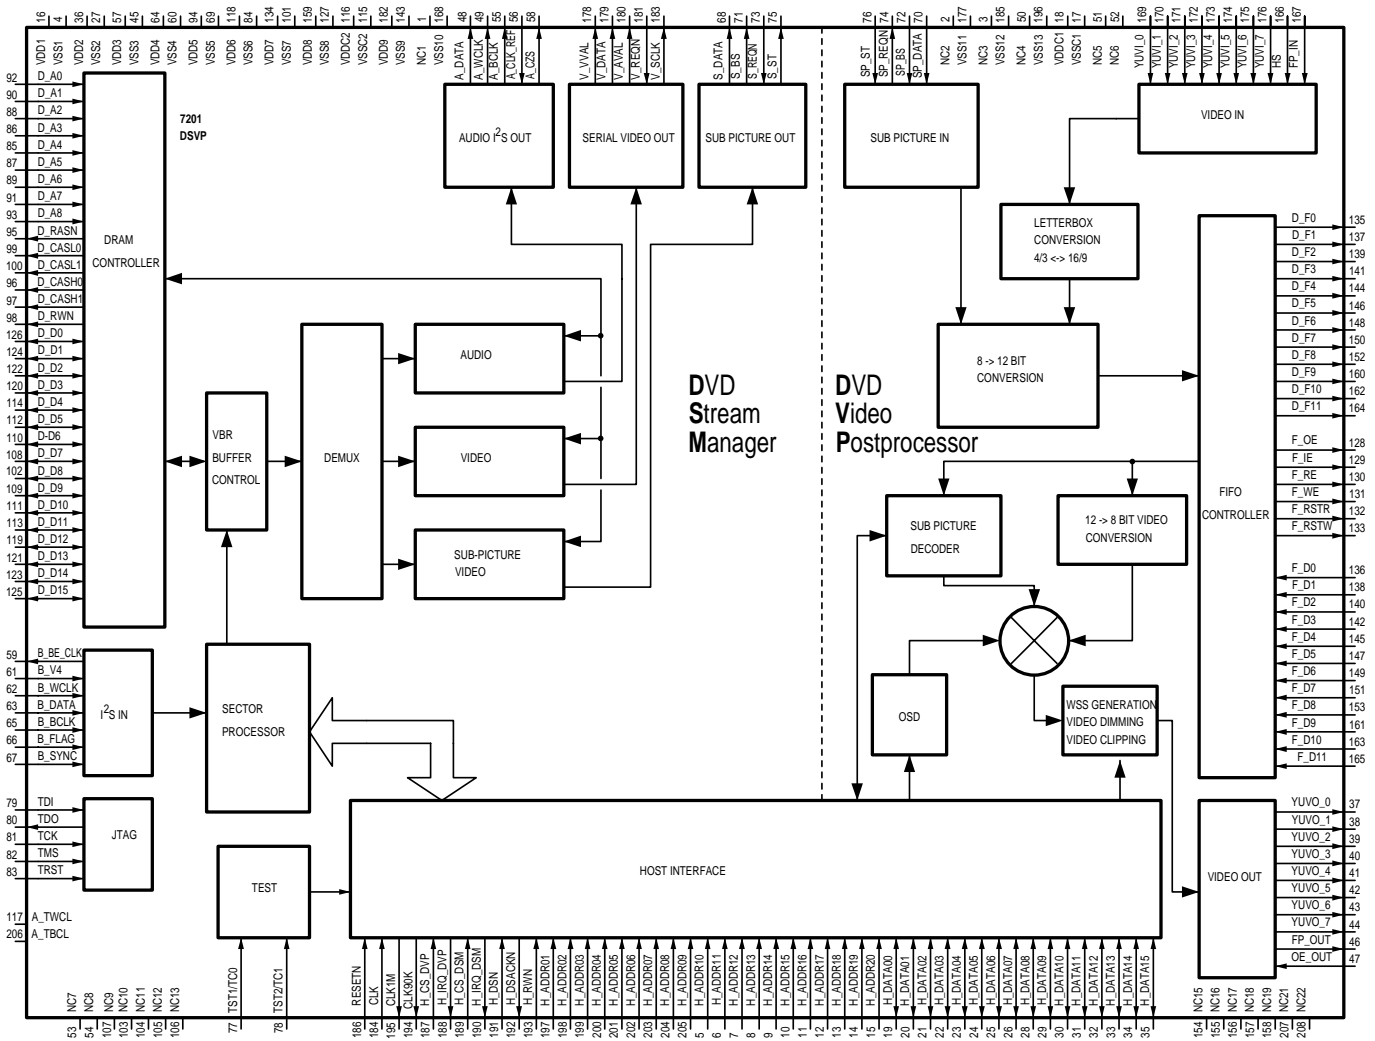 16 VDD1
4 VSS1
36 VDD2
27 VSS2
57 VDD3
45 VSS3
64 VDD4
60 VSS4
94 VDD5
69 VSS5
118 VDD6
84 VSS6
134 VDD7
101 VSS7
159 VDD8
127 VSS8
116 VDDC2
115 VSSC2
182 VDD9
143 VSS9
1 NC1
168 VSS10
48 A_DATA
49 A_WCLK
55 A_BCLK
56 A_CLK_REF
58 A_CZS
178 V_VVAL
179 V_DATA
180 V_AVAL
181 V_REQN
183 V_SCLK
68 S_DATA
71 S_BS
73 S_REQN
75 S_ST
76 SP_ST
74 SP_REQN
72 SP_BS
70 SP_DATA
2 NC2
177 VSS11
3 NC3
185 VSS12
50 NC4
196 VSS13
18 VDDC1
17 VSSC1
51 NC5
52 NC6
169 YUVI_0
170 YUVI_1
171 YUVI_2
172 YUVI_3
173 YUVI_4
174 YUVI_5
175 YUVI_6
176 YUVI_7
166 HS
167 FP_IN
92 D_A0
90 D_A1
88 D_A2
86 D_A3
85 D_A4
87 D_A5
89 D_A6
91 D_A7
93 D_A8
95 D_RASN
99 D_CASL0
100 D_CASL1
96 D_CASH0
97 D_CASH1
98 D_RWN
126 D_D0
124 D_D1
122 D_D2
120 D_D3
114 D_D4
112 D_D5
110 D-D6
108 D_D7
102 D_D8
109 D_D9
111 D_D10
113 D_D11
119 D_D12
121 D_D13
123 D_D14
125 D_D15
59 B_BE_CLK
61 B_V4
62 B_WCLK
63 B_DATA
65 B_BCLK
66 B_FLAG
67 B_SYNC
79 TDI
80 TDO
81 TCK
82 TMS
83 TRST
117 A_TWCL
206 A_TBCL
7201
DSVP
DRAM
CONTROLLER
AUDIO I2S OUT
SERIAL VIDEO OUT
SUB PICTURE OUT
SUB PICTURE IN
VIDEO IN
LETTERBOX
CONVERSION
4/3 <-> 16/9
AUDIO
8 -> 12 BIT
CONVERSION
DVD
Stream
Manager
DVD
Video
Postprocessor
VBR
BUFFER
CONTROL
DEMUX
VIDEO
SUB-PICTURE
VIDEO
SUB PICTURE
DECODER
12 -> 8 BIT VIDEO
CONVERSION
FIFO
CONTROLLER
I2S IN
SECTOR
PROCESSOR
OSD
WSS GENERATION
VIDEO DIMMING
VIDEO CLIPPING
JTAG
TEST
HOST INTERFACE
VIDEO OUT
D_F0 135
D_F1 137
D_F2 139
D_F3 141
D_F4 144
D_F5 146
D_F6 148
D_F7 150
D_F8 152
D_F9 160
D_F10 162
D_F11 164
F_OE 128
F_IE 129
F_RE 130
F_WE 131
F_RSTR 132
F_RSTW 133
F_D0 136
F_D1 138
F_D2 140
F_D3 142
F_D4 145
F_D5 147
F_D6 149
F_D7 151
F_D8 153
F_D9 161
F_D10 163
F_D11 165
YUVO_0 37
YUVO_1 38
YUVO_2 39
YUVO_3 40
YUVO_4 41
YUVO_5 42
YUVO_6 43
YUVO_7 44
FP_OUT 46
OE_OUT 47
53 NC7
54 NC8
107 NC9
103 NC10
104 NC11
105 NC12
106 NC13
77 TST1/TC0
78 TST2/TC1
186 RESETN
184 CLK
195 CLK1M
194 CLK90K
187 H_CS_DVP
188 H_IRQ_DVP
189 H_CS_DSM
190 H_IRQ_DSM
191 H_DSN
192 H_DSACKN
193 H_RWN
197 H_ADDR01
198 H_ADDR02
199 H_ADDR03
200 H_ADDR04
201 H_ADDR05
202 H_ADDR06
203 H_ADDR07
204 H_ADDR08
205 H_ADDR09
5 H_ADDR10
6 H_ADDR11
7 H_ADDR12
8 H_ADDR13
9 H_ADDR14
10 H_ADDR15
11 H_ADDR16
12 H_ADDR17
13 H_ADDR18
14 H_ADDR19
15 H_ADDR20
19 H_DATA00
20 H_DATA01
21 H_DATA02
22 H_DATA03
23 H_DATA04
24 H_DATA05
25 H_DATA06
26 H_DATA07
28 H_DATA08
29 H_DATA09
30 H_DATA10
31 H_DATA11
32 H_DATA12
33 H_DATA13
34 H_DATA14
35 H_DATA15
154 NC15
155 NC16
156 NC17
157 NC18
158 NC19
207 NC21
208 NC22